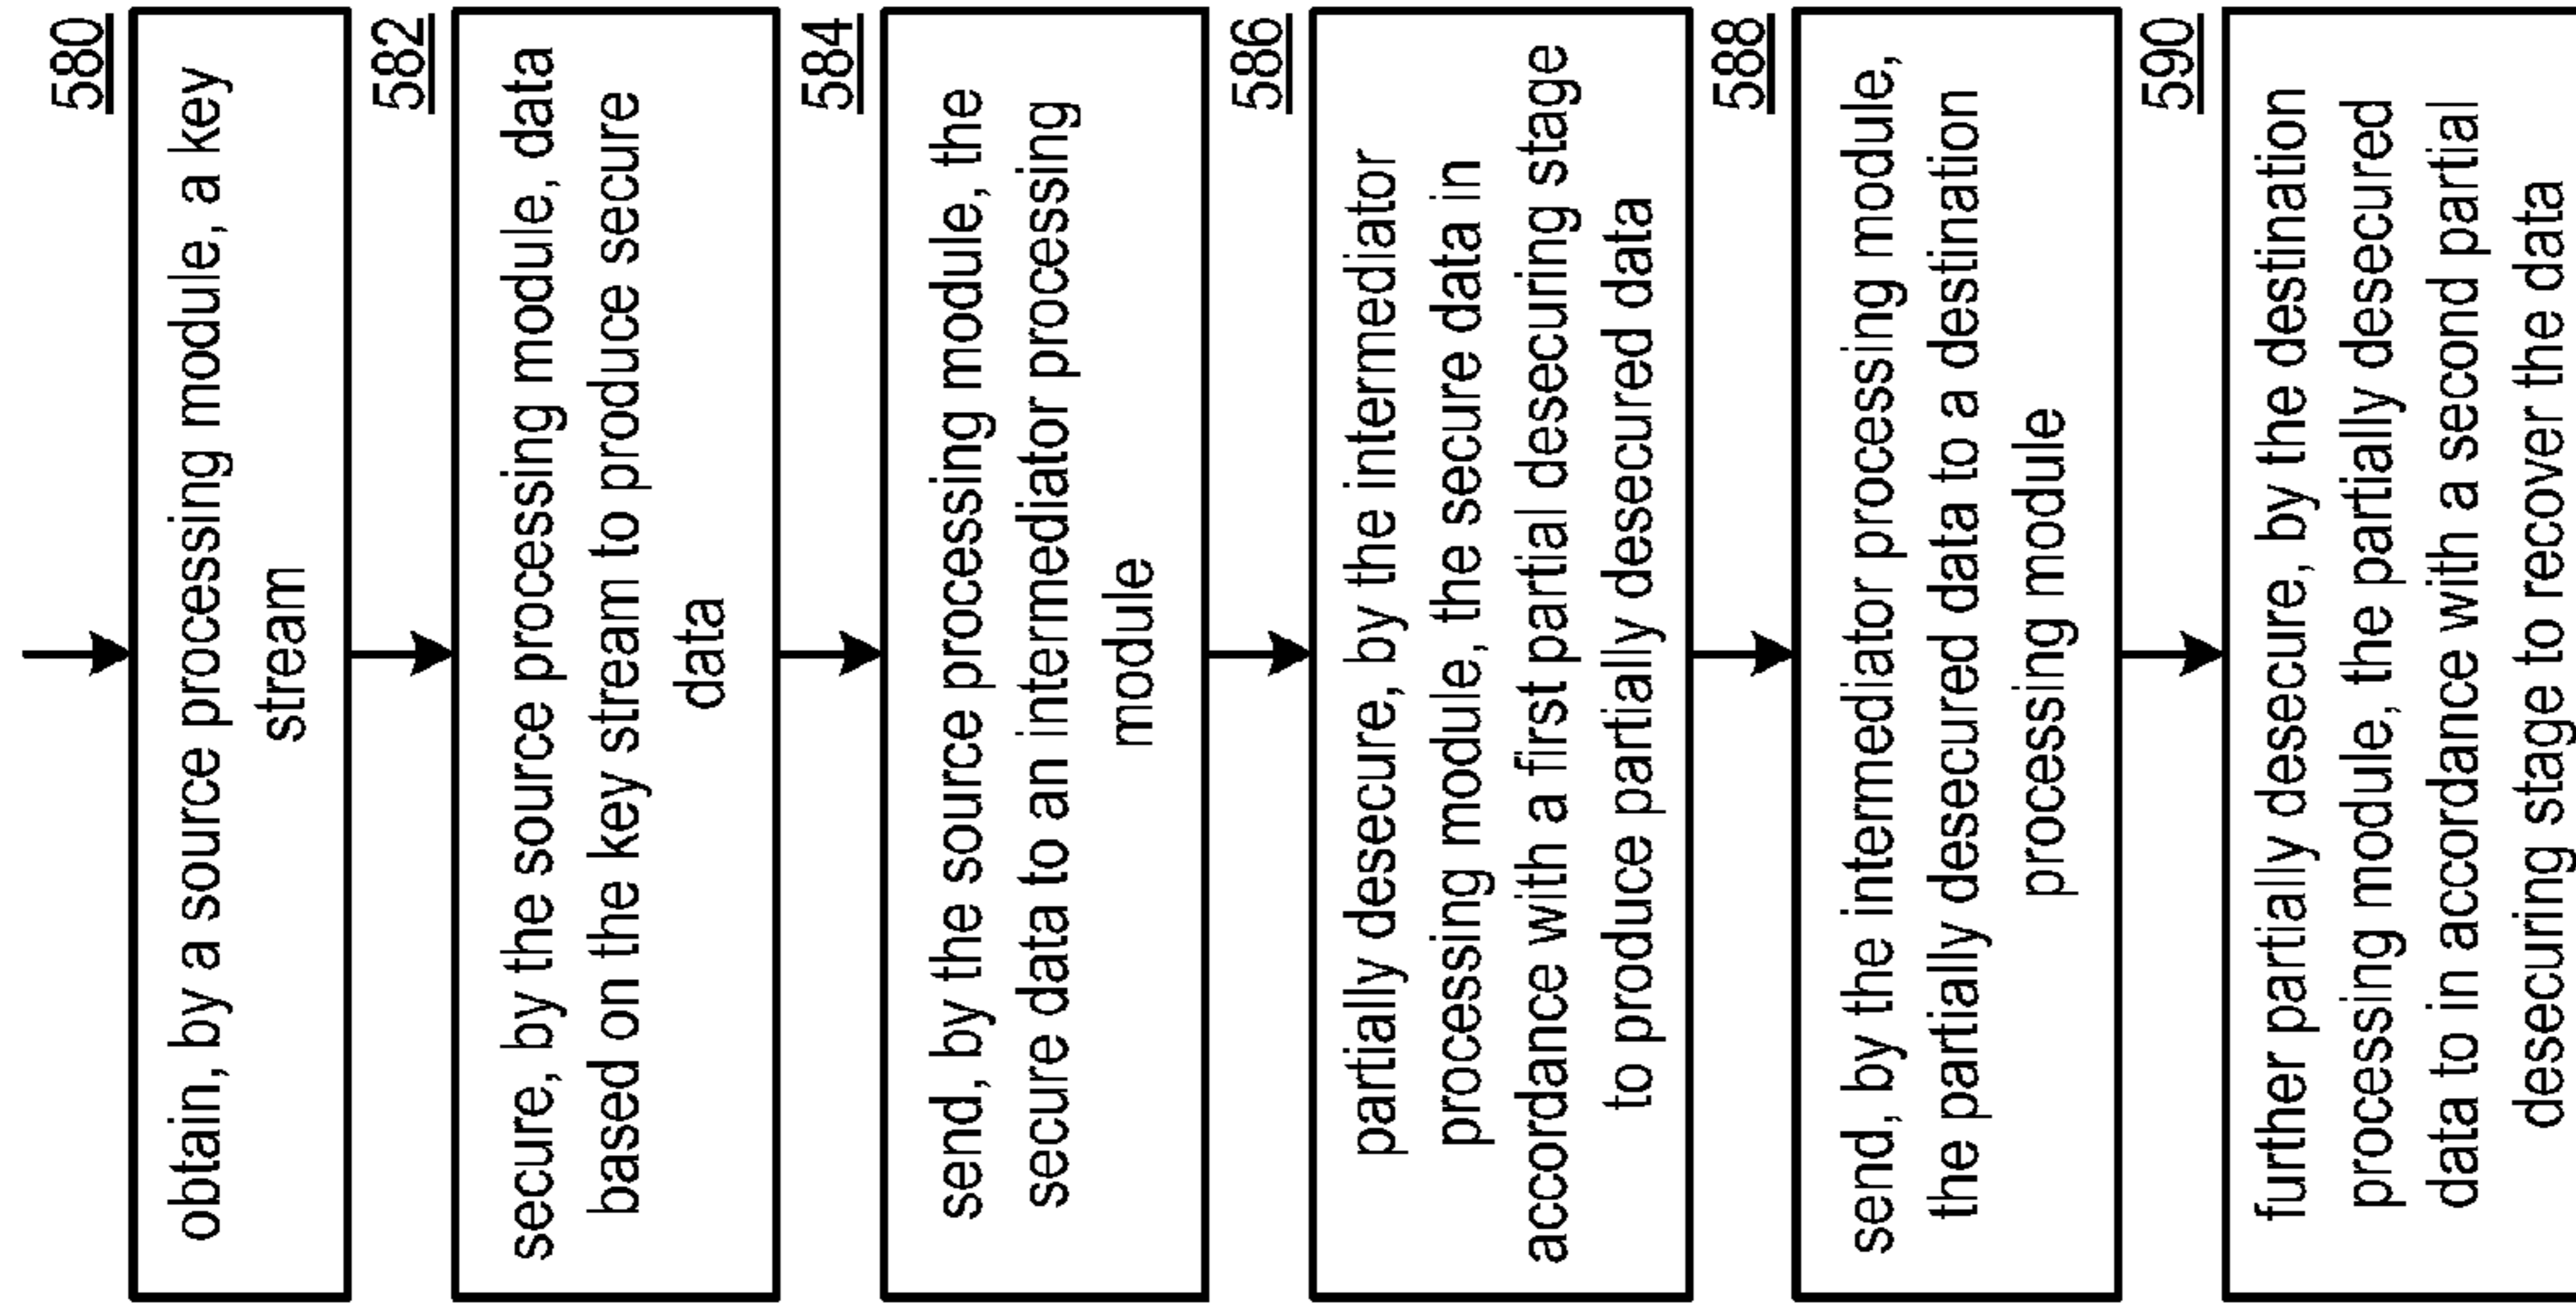 580
obtain, by a source processing module, a key
stream
582
secure, by the source processing module, data
based on the key stream to produce secure
data
584
send, by the source processing module, the
secure data to an intermediator processing
module
586
partially desecure, by the intermediator
processing module, the secure data in
accordance with a first partial desecuring stage
to produce partially desecured data
588
send, by the intermediator processing module,
the partially desecured data to a destination
processing module
590
further partially desecure, by the destination
processing module, the partially desecured
data to in accordance with a second partial
desecuring stage to recover the data